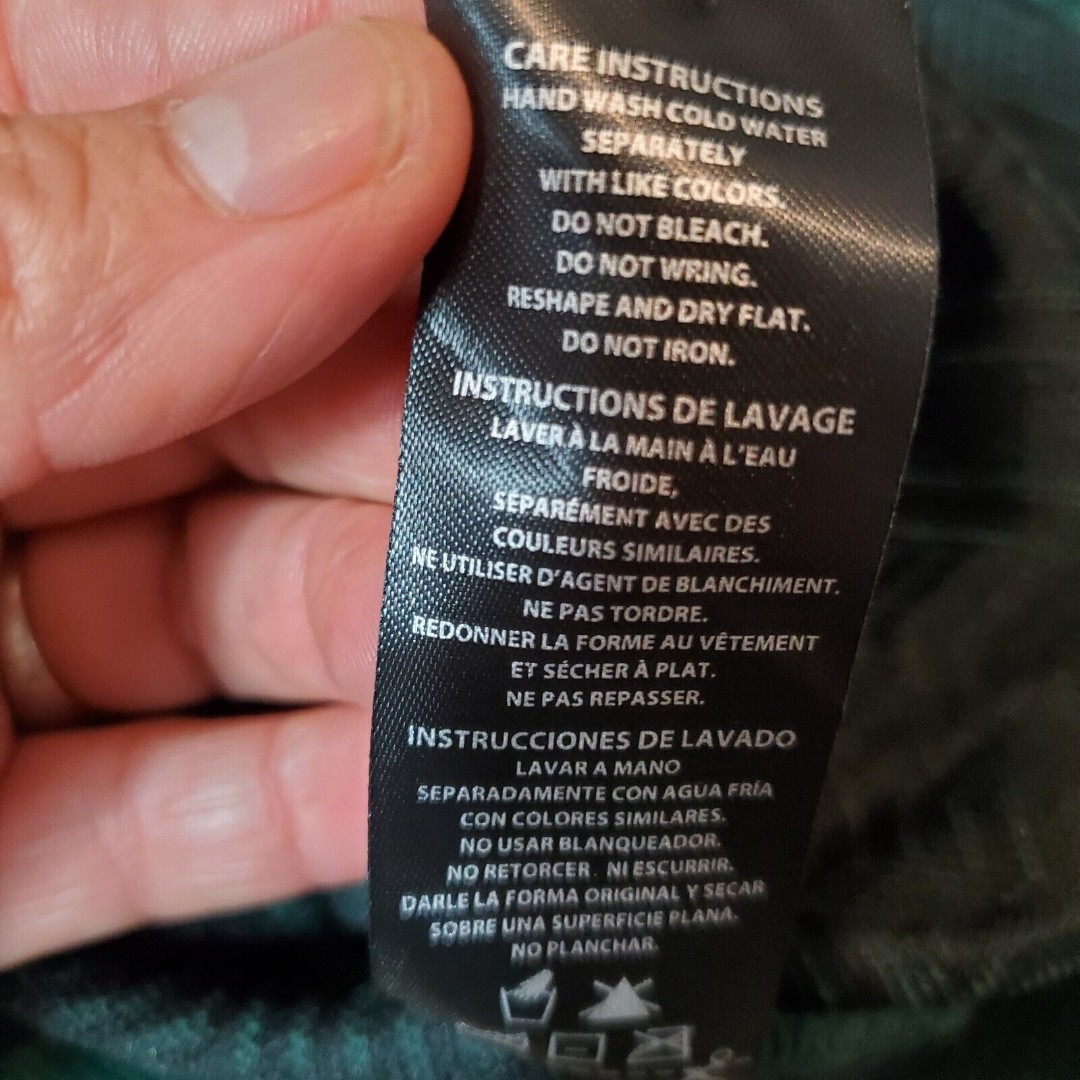 CARE INSTRUCTIONS
HAND WASH COLD WATER
SEPARATELY
WITH LIKE COLORS.
DO NOT BLEACH.
DO NOT WRING.
RESHAPE AND DRY FLAT.
DO NOT IRON.
INSTRUCTIONS DE LAVAGE
LAVER À LA MAIN À L'EAU
FROIDE,
SÉPARÉMENT AVEC DES
COULEURS SIMILAIRES.
NE UTILISER D'AGENT DE BLANCHIMENT.
NE PAS TORDRE.
REDONNER LA FORME AU VÊTEMENT
ET SÉCHER À PLAT.
NE PAS REPASSER.
INSTRUCCIONES DE LAVADO
LAVAR A MANO
SEPARADAMENTE CON AGUA FRÍA
CON COLORES SIMILARES.
NO USAR BLANQUEADOR.
NO RETORCER NI ESCURRIR.
DARLE LA FORMA ORIGINAL Y SECAR
SOBRE UNA SUPERFICIE PLANA.
NO PLANCHAR.